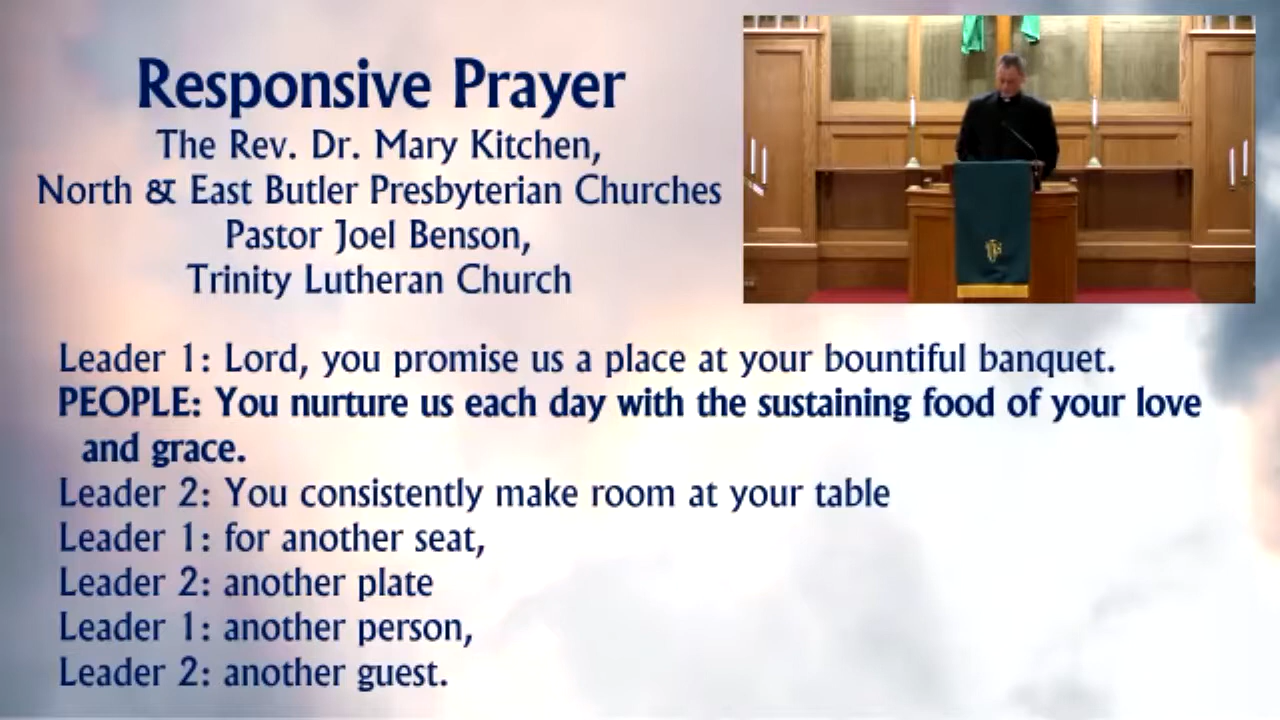 Responsive Prayer
The Rev. Dr. Mary Kitchen,
North & East Butler Presbyterian Churches
Pastor Joel Benson,
Trinity Lutheran Church
Leader 1: Lord, you promise us a place at your bountiful banquet.
PEOPLE: You nurture us each day with the sustaining food of your love
and grace.
Leader 2: You consistently make room at your table
Leader 1: for another seat,
Leader 2: another plate
Leader 1: another person,
Leader 2: another guest.